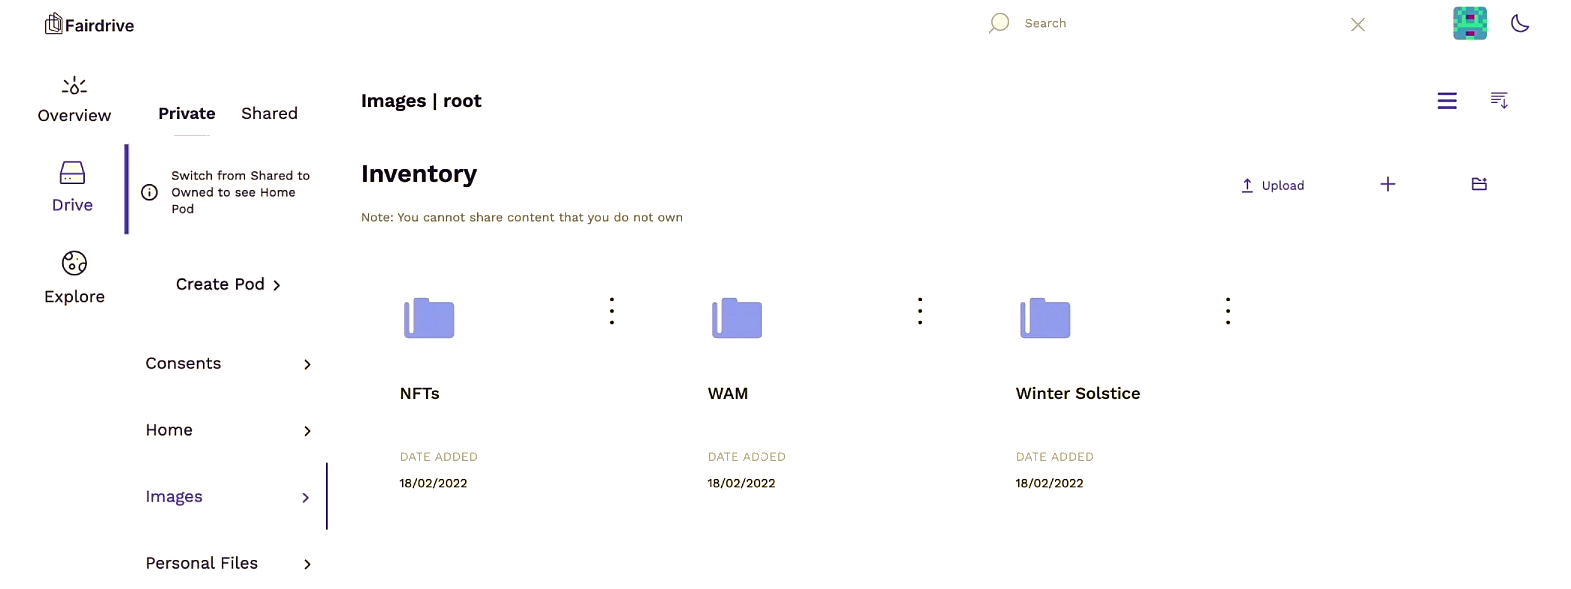 Fairdrive
Search
Overview
Drive
Explore
Private Shared
Switch from Shared to
Owned to see Home
Pod
Create Pod
Consents
Home
Images
Personal Files
Images | root
Inventory
Note: You cannot share content that you do not own
Upload
NFTs
DATE ADDED
18/02/2022
WAM
DATE ADDED
18/02/2022
Winter Solstice
DATE ADDED
18/02/2022